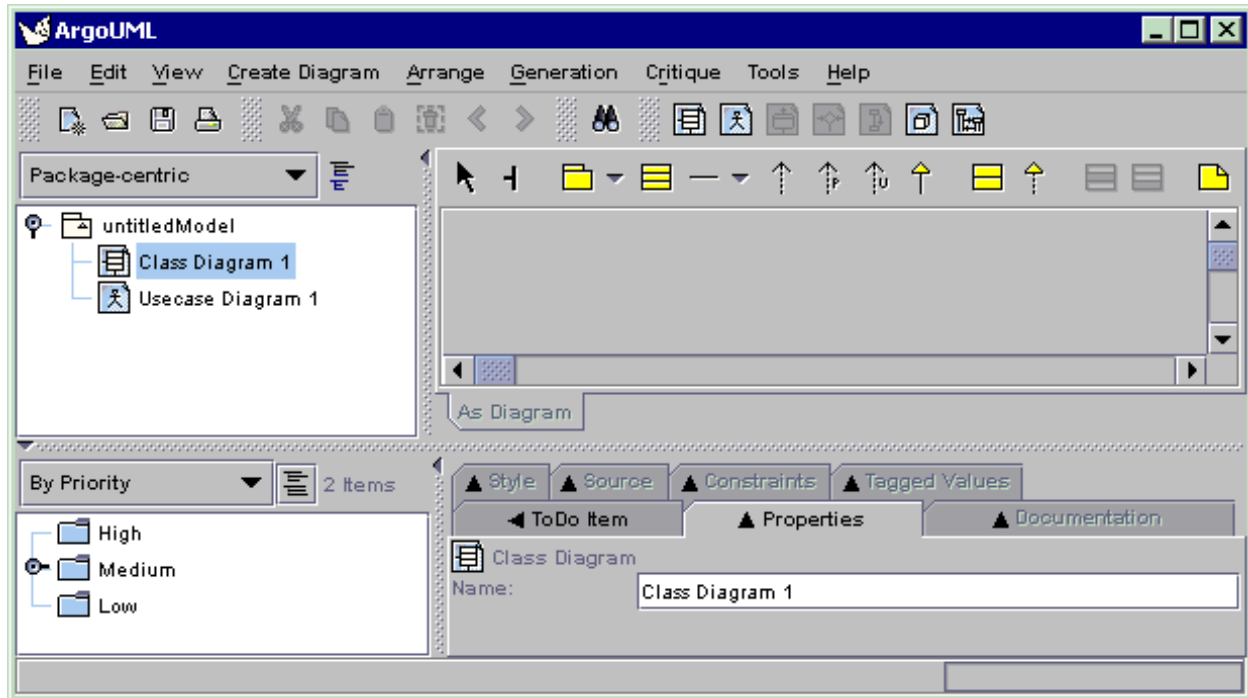 ArgoUML
File Edit View Create Diagram Arrange Generation Critique Tools Help
Package-centric
untitledModel
Class Diagram 1
Usecase Diagram 1
As Diagram
By Priority 2 Items
High
Medium
Low
Style Source Constraints Tagged Values
ToDo Item Properties Documentation
Class Diagram
Name: Class Diagram 1